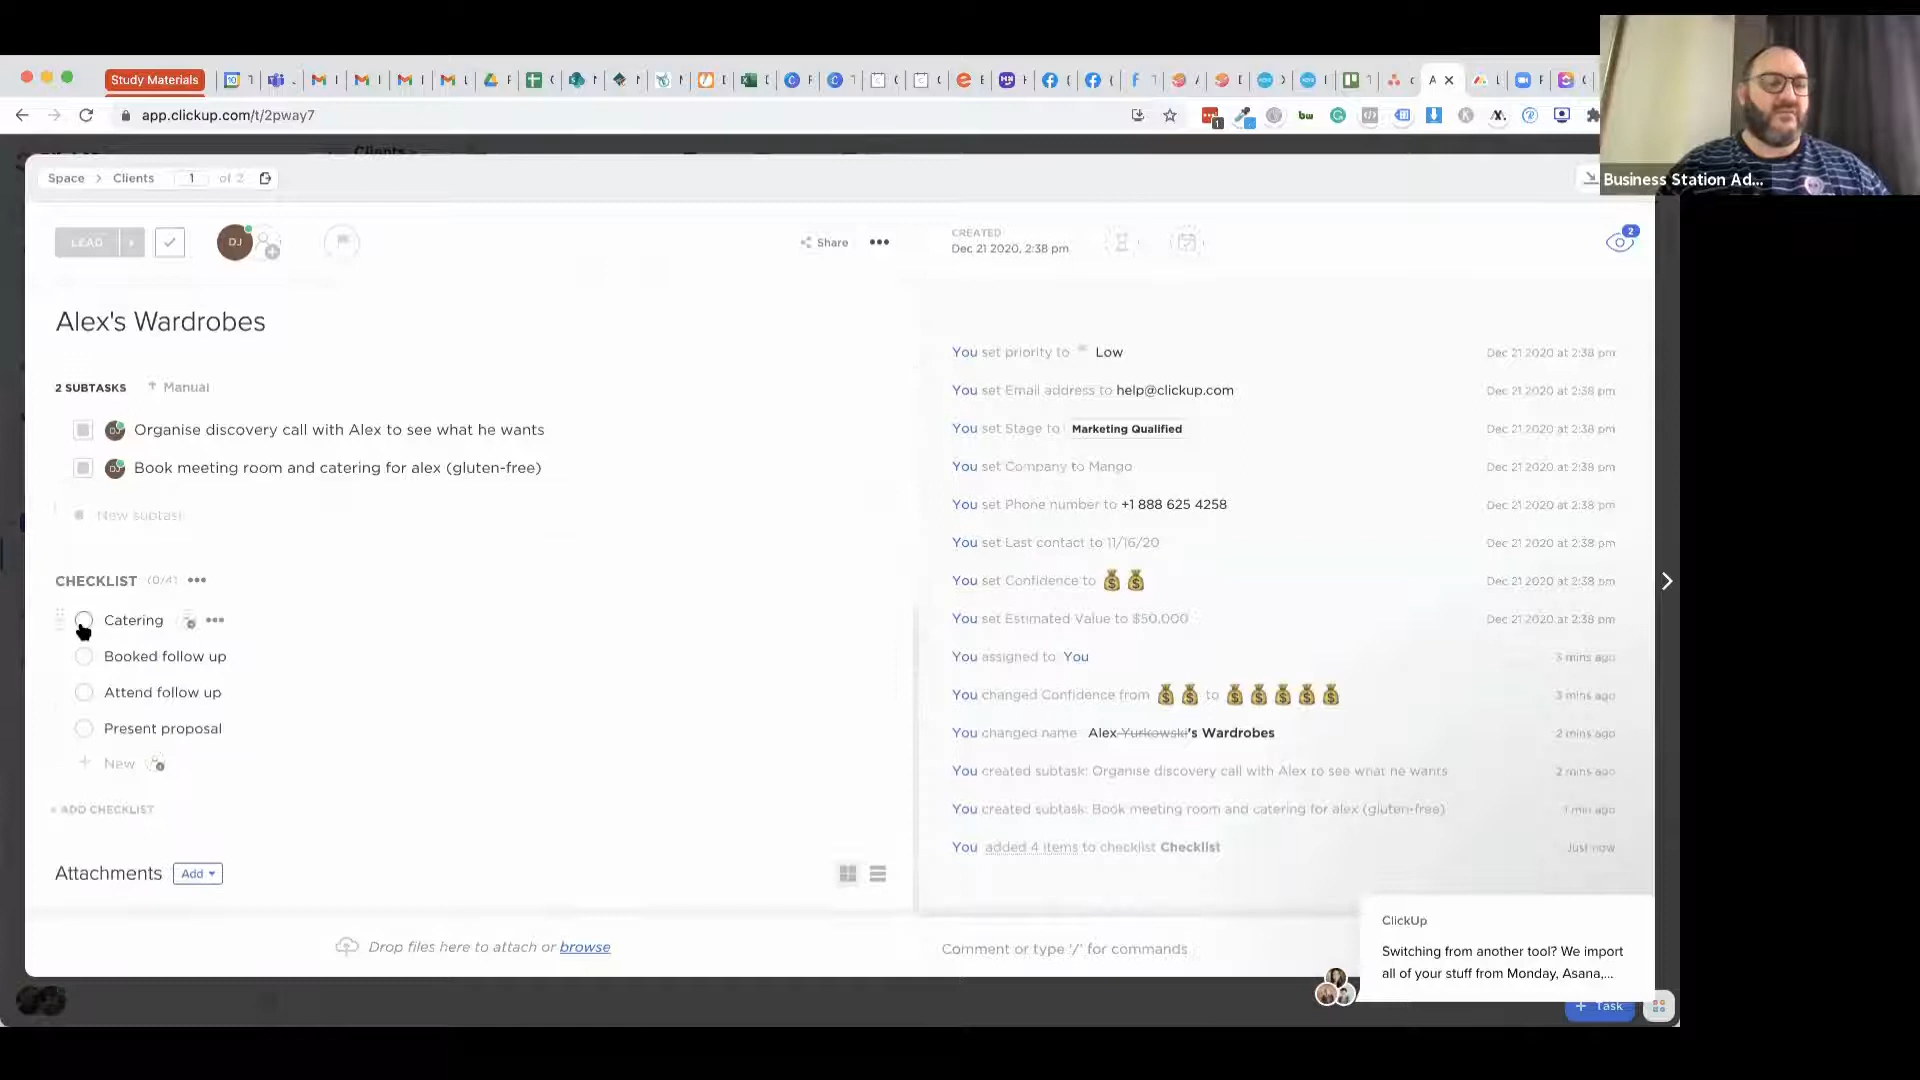 Study Materials
app.clickup.com/t/2pway7
Clients
Business Station Ad...
Space > Clients 1 of 2
LEAD
DJ
Share
CREATED
Dec 21 2020, 2:38 pm
2
Alex's Wardrobes
2 SUBTASKS Manual
Organise discovery call with Alex to see what he wants
Book meeting room and catering for alex (gluten-free)
New subtask
CHECKLIST (0/4)
Catering
Booked follow up
Attend follow up
Present proposal
+ New
+ ADD CHECKLIST
Attachments Add
Drop files here to attach or browse
You set priority to Low Dec 21 2020 at 2:38 pm
You set Email address to help@clickup.com Dec 21 2020 at 2:38 pm
You set Stage to Marketing Qualified Dec 21 2020 at 2:38 pm
You set Company to Mango Dec 21 2020 at 2:38 pm
You set Phone number to +1 888 625 4258 Dec 21 2020 at 2:38 pm
You set Last contact to 11/16/20 Dec 21 2020 at 2:38 pm
You set Confidence to 💰 💰 Dec 21 2020 at 2:38 pm
You set Estimated Value to $50,000 Dec 21 2020 at 2:38 pm
You assigned to You 3 mins ago
You changed Confidence from 💰 💰 to 💰 💰 💰 💰 💰 3 mins ago
You changed name Alex Yurkowski's Wardrobes 2 mins ago
You created subtask: Organise discovery call with Alex to see what he wants 2 mins ago
You created subtask: Book meeting room and catering for alex (gluten-free) 1 min ago
You added 4 items to checklist Checklist Just now
Comment or type '/' for commands
ClickUp
Switching from another tool? We import
all of your stuff from Monday, Asana,...
+ Task